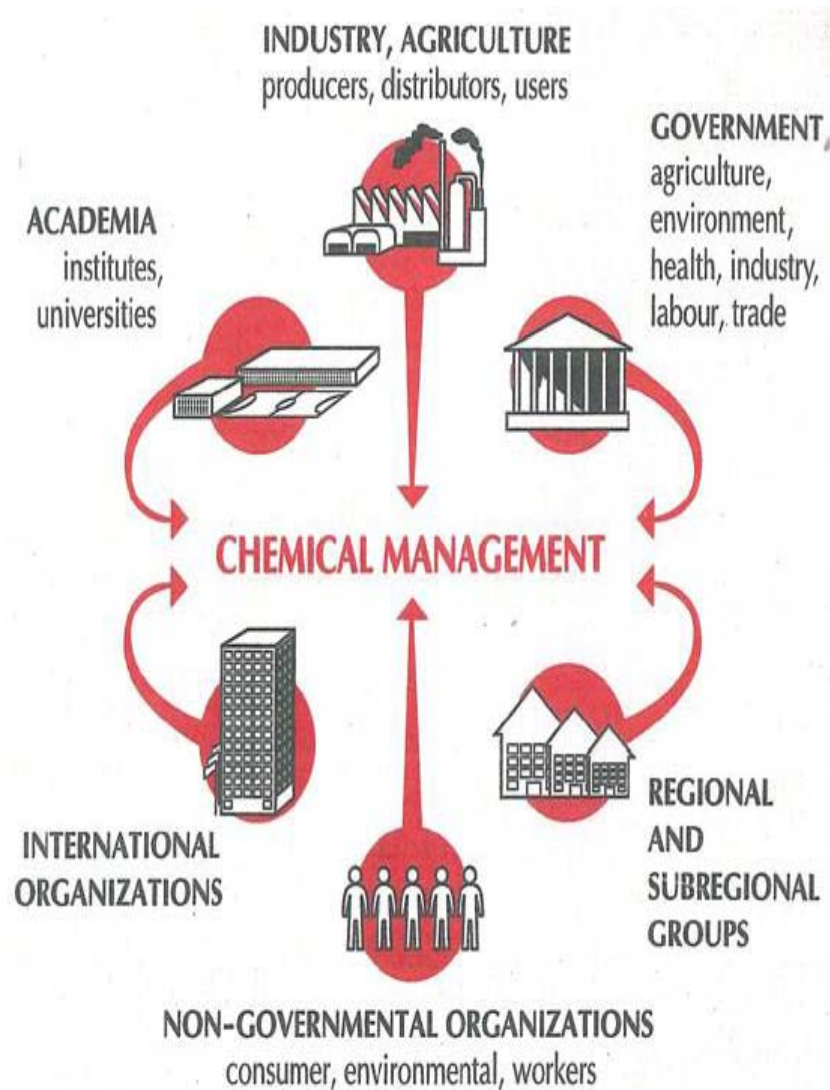 INDUSTRY, AGRICULTURE
producers, distributors, users
GOVERNMENT
agriculture,
environment,
health, industry,
labour, trade
ACADEMIA
institutes,
universities
CHEMICAL MANAGEMENT
INTERNATIONAL
ORGANIZATIONS
REGIONAL
AND
SUBREGIONAL
GROUPS
NON-GOVERNMENTAL ORGANIZATIONS
consumer, environmental, workers